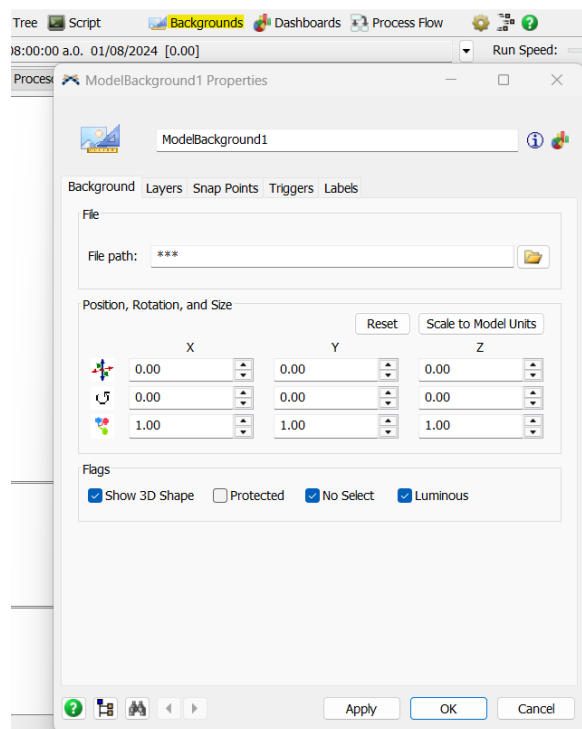 Tree Script Backgrounds Dashboards Process Flow
08:00:00 a.0. 01/08/2024 [0.00] Run Speed:
Proces
ModelBackground1 Properties
ModelBackground1
Background Layers Snap Points Triggers Labels
File
File path: ***
Position, Rotation, and Size
Reset Scale to Model Units
X Y Z
0.00 0.00 0.00
0.00 0.00 0.00
1.00 1.00 1.00
Flags
Show 3D Shape Protected No Select Luminous
Apply OK Cancel